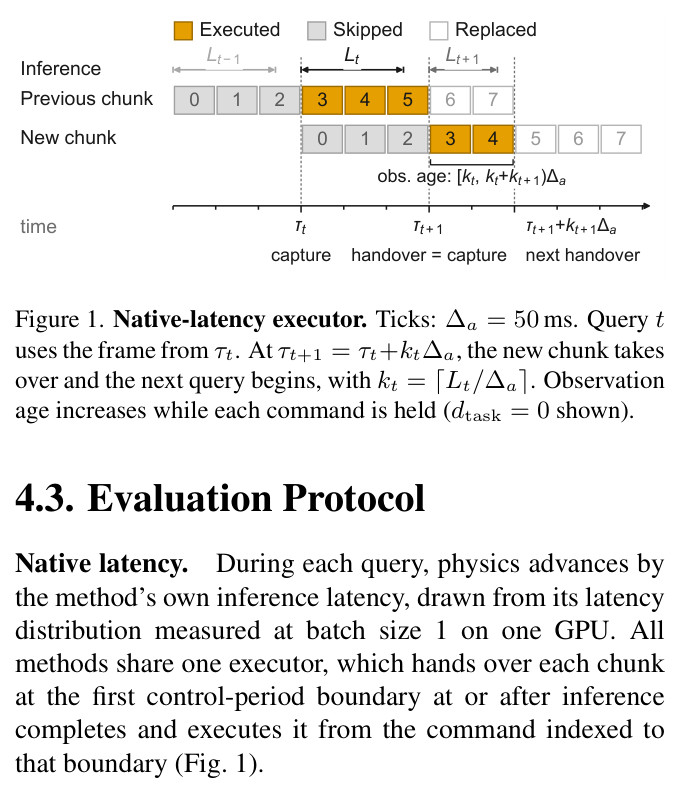 Executed Skipped Replaced
Inference L_{t−1} L_t L_{t+1}
Previous chunk 0 1 2 3 4 5 6 7
New chunk 0 1 2 3 4 5 6 7
obs. age: [k_t, k_t+k_{t+1})Δ_a
time τ_t τ_{t+1} τ_{t+1}+k_{t+1}Δ_a
capture handover = capture next handover
Figure 1. Native-latency executor. Ticks: Δ_a = 50 ms. Query t
uses the frame from τ_t. At τ_{t+1} = τ_t+k_tΔ_a, the new chunk takes
over and the next query begins, with k_t = ⌈L_t/Δ_a⌉. Observation
age increases while each command is held (d_task = 0 shown).
4.3. Evaluation Protocol
Native latency. During each query, physics advances by
the method's own inference latency, drawn from its latency
distribution measured at batch size 1 on one GPU. All
methods share one executor, which hands over each chunk
at the first control-period boundary at or after inference
completes and executes it from the command indexed to
that boundary (Fig. 1).